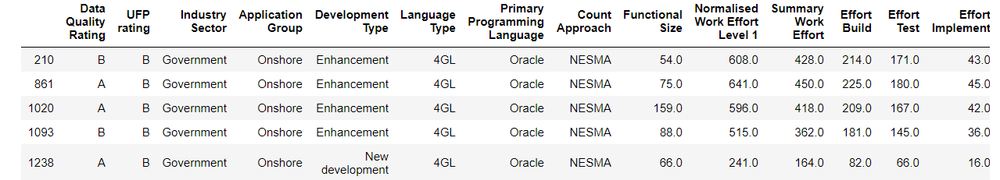 Data Quality Rating UFP rating Industry Sector Application Group Development Type Language Type Primary Programming Language Count Approach Functional Size Normalised Work Effort Level 1 Summary Work Effort Effort Build Effort Test Effort Implement
210 B B Government Onshore Enhancement 4GL Oracle NESMA 54.0 608.0 428.0 214.0 171.0 43.0
861 A B Government Onshore Enhancement 4GL Oracle NESMA 75.0 641.0 450.0 225.0 180.0 45.0
1020 A B Government Onshore Enhancement 4GL Oracle NESMA 159.0 596.0 418.0 209.0 167.0 42.0
1093 B B Government Onshore Enhancement 4GL Oracle NESMA 88.0 515.0 362.0 181.0 145.0 36.0
1238 A B Government Onshore New development 4GL Oracle NESMA 66.0 241.0 164.0 82.0 66.0 16.0